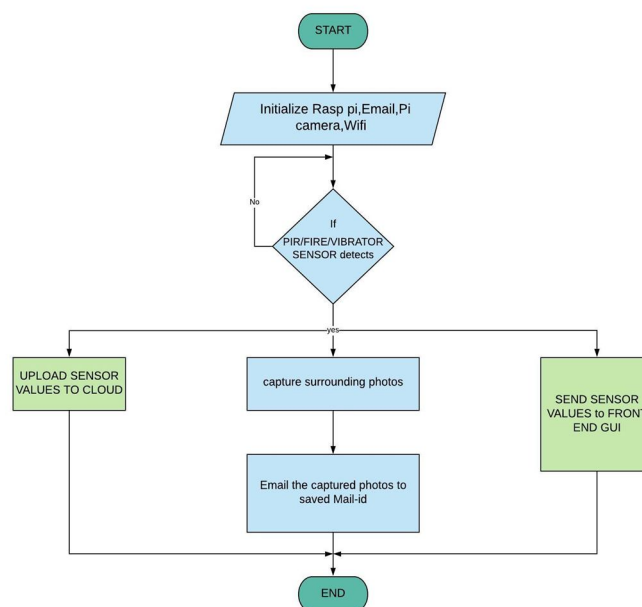 START
Initialize Rasp pi,Email,Pi
camera,Wifi
No
If
PIR/FIRE/VIBRATOR
SENSOR detects
yes
UPLOAD SENSOR
VALUES TO CLOUD
capture surrounding photos
SEND SENSOR
VALUES to FRONT
END GUI
Email the captured photos to
saved Mail-id
END